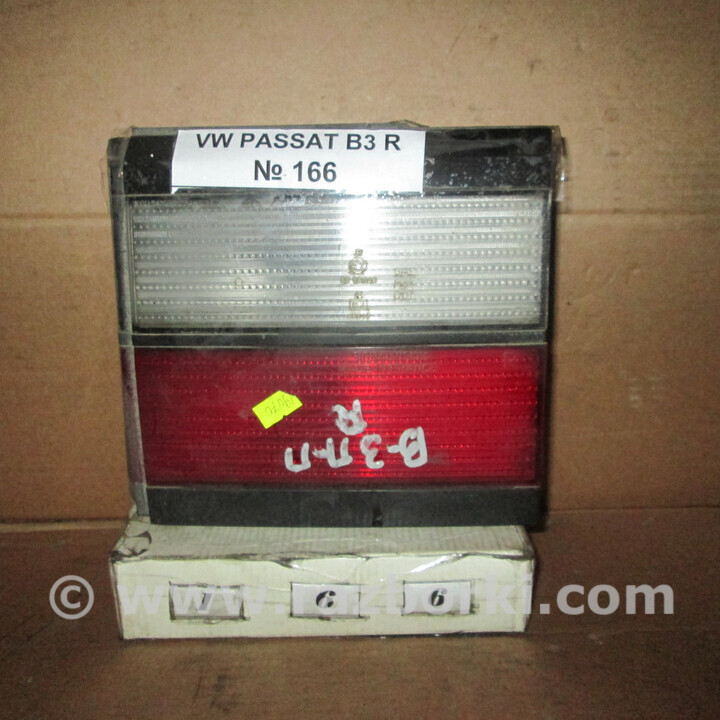 VW PASSAT B3 R
№ 166
В-3 П-П
R
1 6 6
© www.razborki.com